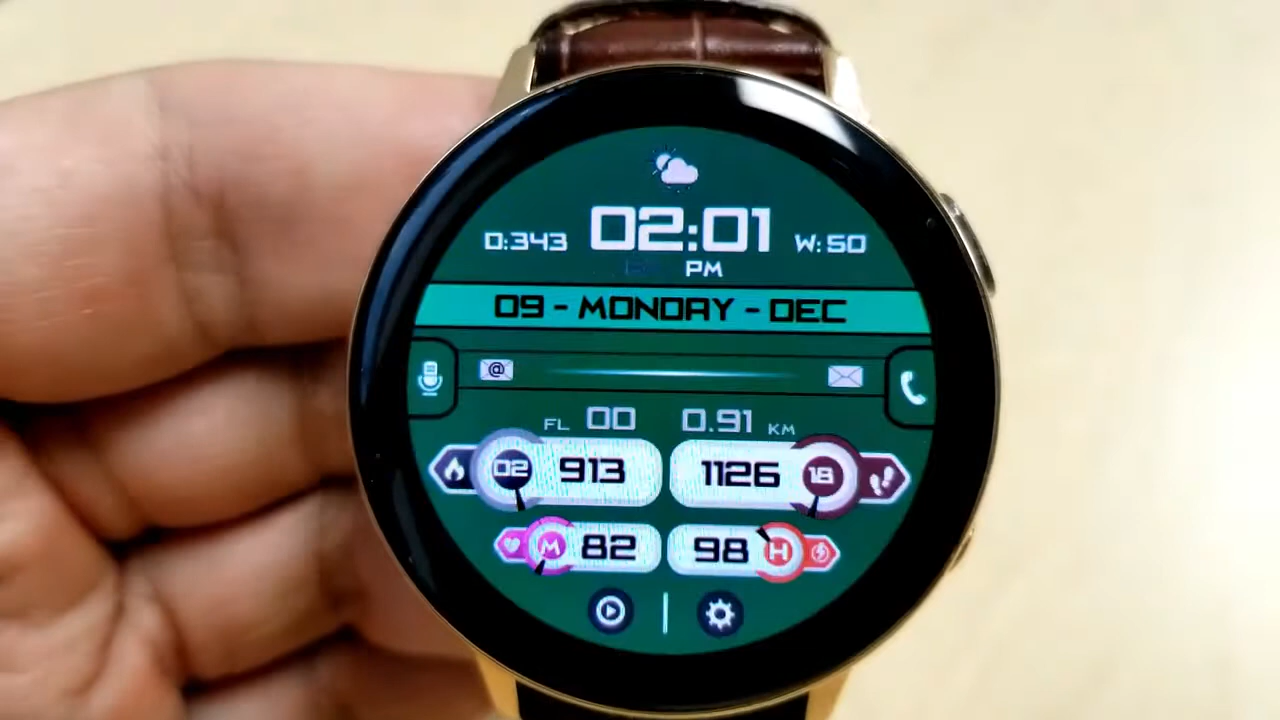 02:01
D:343
W:50
PM
09 - MONDAY - DEC
@
FL 00
0.91 KM
02 913
1126 18
M 82
98 H